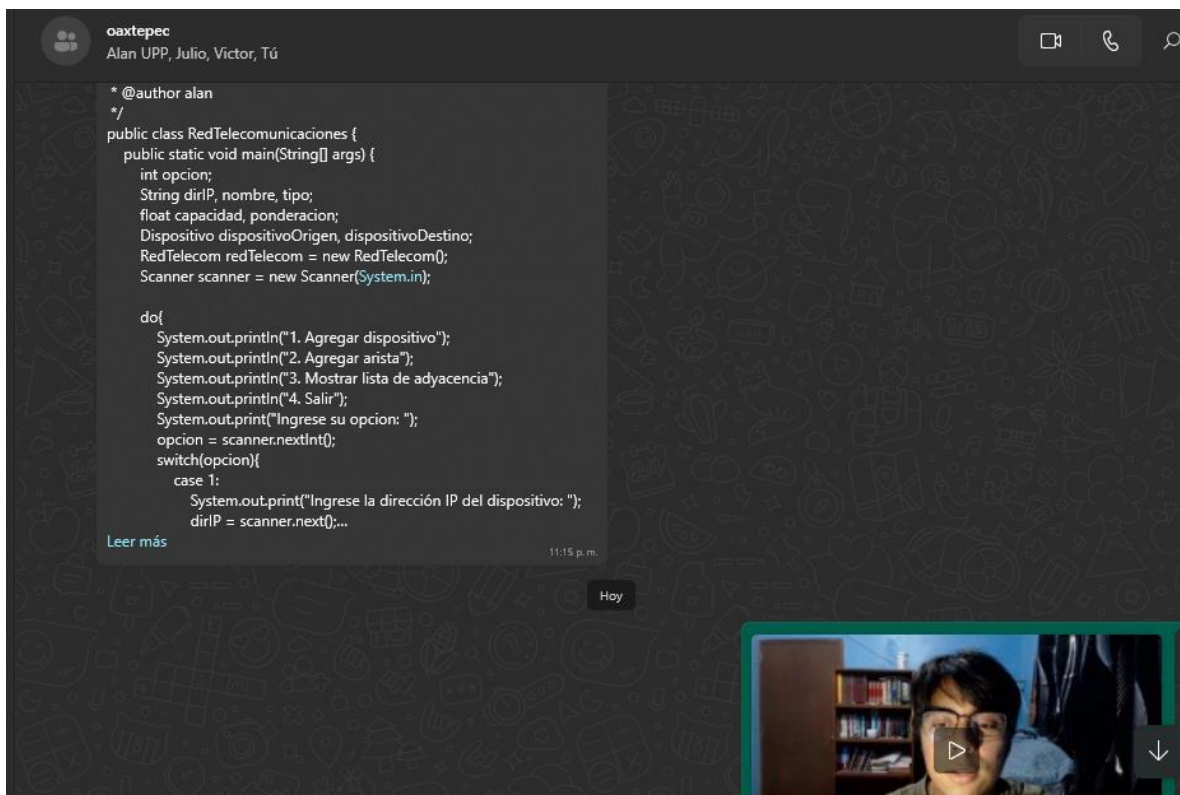 oaxtepec
Alan UPP, Julio, Victor, Tú
* @author alan
*/
public class RedTelecomunicaciones {
public static void main(String[] args) {
int opcion;
String dirIP, nombre, tipo;
float capacidad, ponderacion;
Dispositivo dispositivoOrigen, dispositivoDestino;
RedTelecom redTelecom = new RedTelecom();
Scanner scanner = new Scanner(System.in);
do{
System.out.println("1. Agregar dispositivo");
System.out.println("2. Agregar arista");
System.out.println("3. Mostrar lista de adyacencia");
System.out.println("4. Salir");
System.out.print("Ingrese su opcion: ");
opcion = scanner.nextInt();
switch(opcion){
case 1:
System.out.print("Ingrese la dirección IP del dispositivo: ");
dirIP = scanner.next();...
Leer más
11:15 p. m.
Hoy